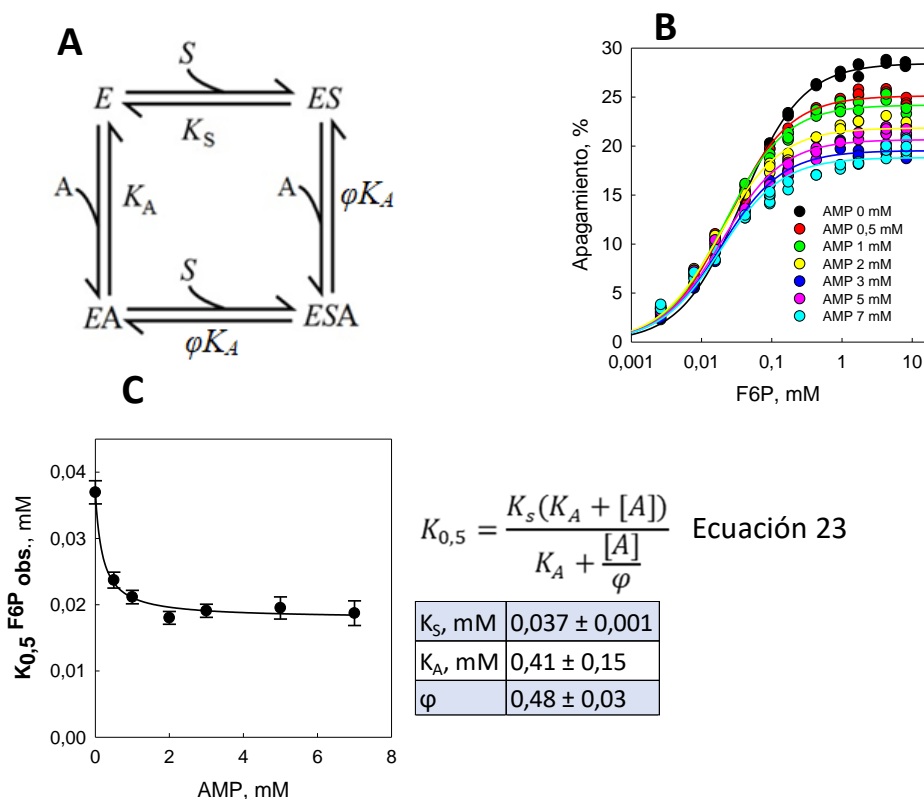 A
S
E
ES
K_S
A
K_A
A
φK_A
S
EA
ESA
φK_A
B
Apagamiento, %
30
25
20
15
10
5
0
AMP 0 mM
AMP 0,5 mM
AMP 1 mM
AMP 2 mM
AMP 3 mM
AMP 5 mM
AMP 7 mM
0,001 0,01 0,1 1 10
F6P, mM
C
K0,5 F6P obs., mM
0,04
0,03
0,02
0,01
0,00
0 2 4 6 8
AMP, mM
K_{0,5} = \frac{K_s(K_A + [A])}{K_A + \frac{[A]}{φ}} Ecuación 23
K_S, mM 0,037 ± 0,001
K_A, mM 0,41 ± 0,15
φ 0,48 ± 0,03